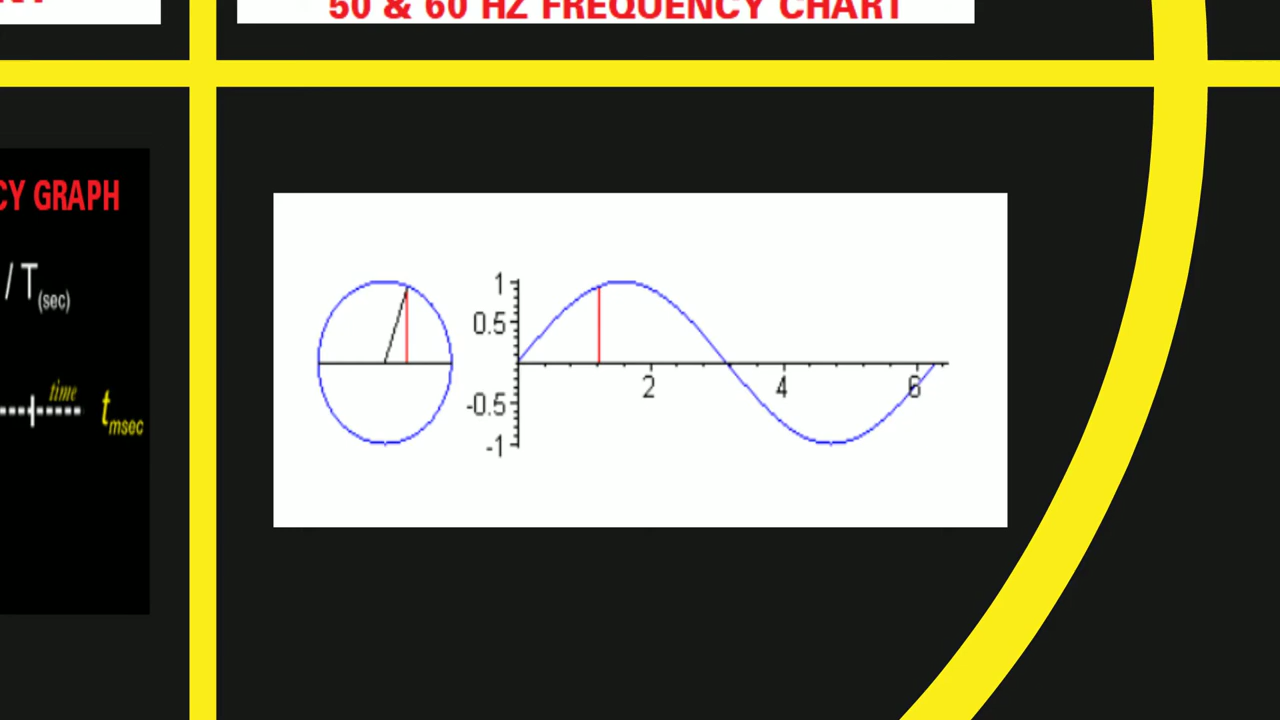 50 & 60 HZ FREQUENCY CHART
CY GRAPH
/ T(sec)
time
tmsec
1
0.5
-0.5
-1
2
4
6